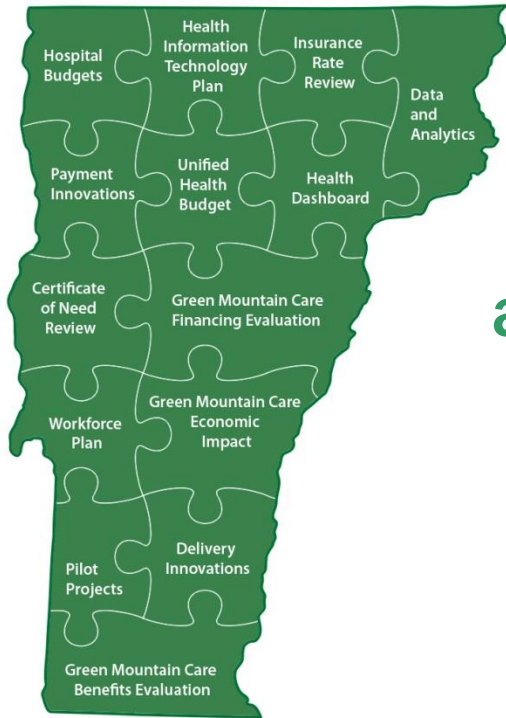 Hospital
Budgets
Health
Information
Technology
Plan
Insurance
Rate
Review
Data
and
Analytics
Payment
Innovations
Unified
Health
Budget
Health
Dashboard
Certificate
of Need
Review
Green Mountain Care
Financing Evaluation
a
Workforce
Plan
Green Mountain Care
Economic
Impact
Pilot
Projects
Delivery
Innovations
Green Mountain Care
Benefits Evaluation